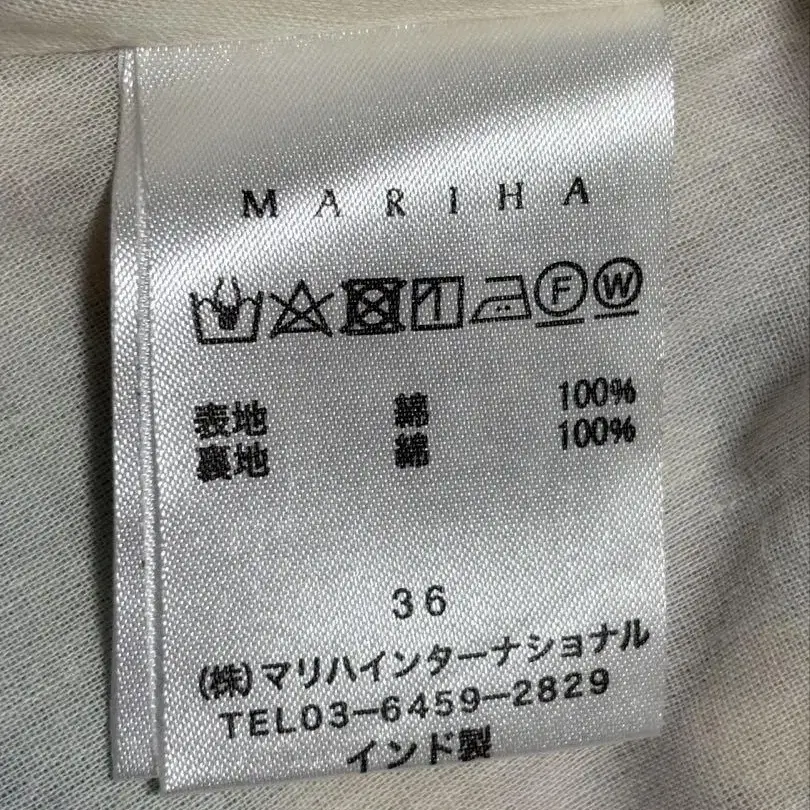 MARIHA
F W
表地 綿 100%
裏地 綿 100%
36
(株)マリハインターナショナル
TEL03-6459-2829
インド製